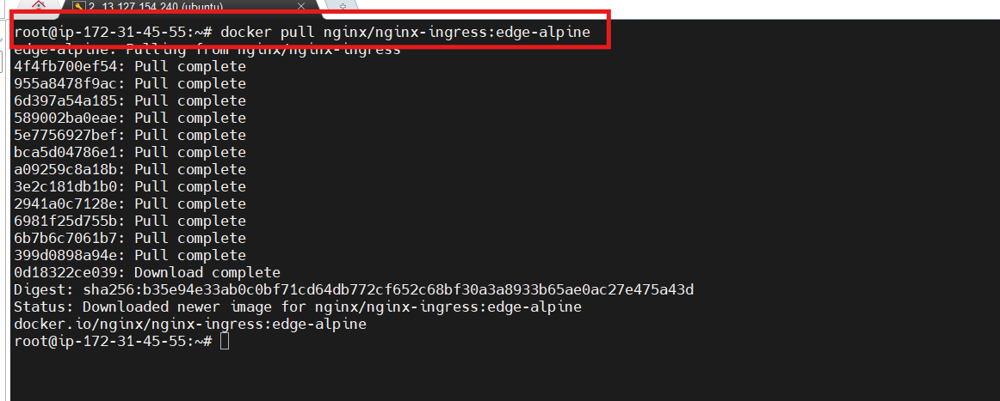 2. 13.127.154.240 (ubuntu)
root@ip-172-31-45-55:~# docker pull nginx/nginx-ingress:edge-alpine
edge-alpine: Pulling from nginx/nginx-ingress
4f4fb700ef54: Pull complete
955a8478f9ac: Pull complete
6d397a54a185: Pull complete
589002ba0eae: Pull complete
5e7756927bef: Pull complete
bca5d04786e1: Pull complete
a09259c8a18b: Pull complete
3e2c181db1b0: Pull complete
2941a0c7128e: Pull complete
6981f25d755b: Pull complete
6b7b6c7061b7: Pull complete
399d0898a94e: Pull complete
0d18322ce039: Download complete
Digest: sha256:b35e94e33ab0c0bf71cd64db772cf652c68bf30a3a8933b65ae0ac27e475a43d
Status: Downloaded newer image for nginx/nginx-ingress:edge-alpine
docker.io/nginx/nginx-ingress:edge-alpine
root@ip-172-31-45-55:~#